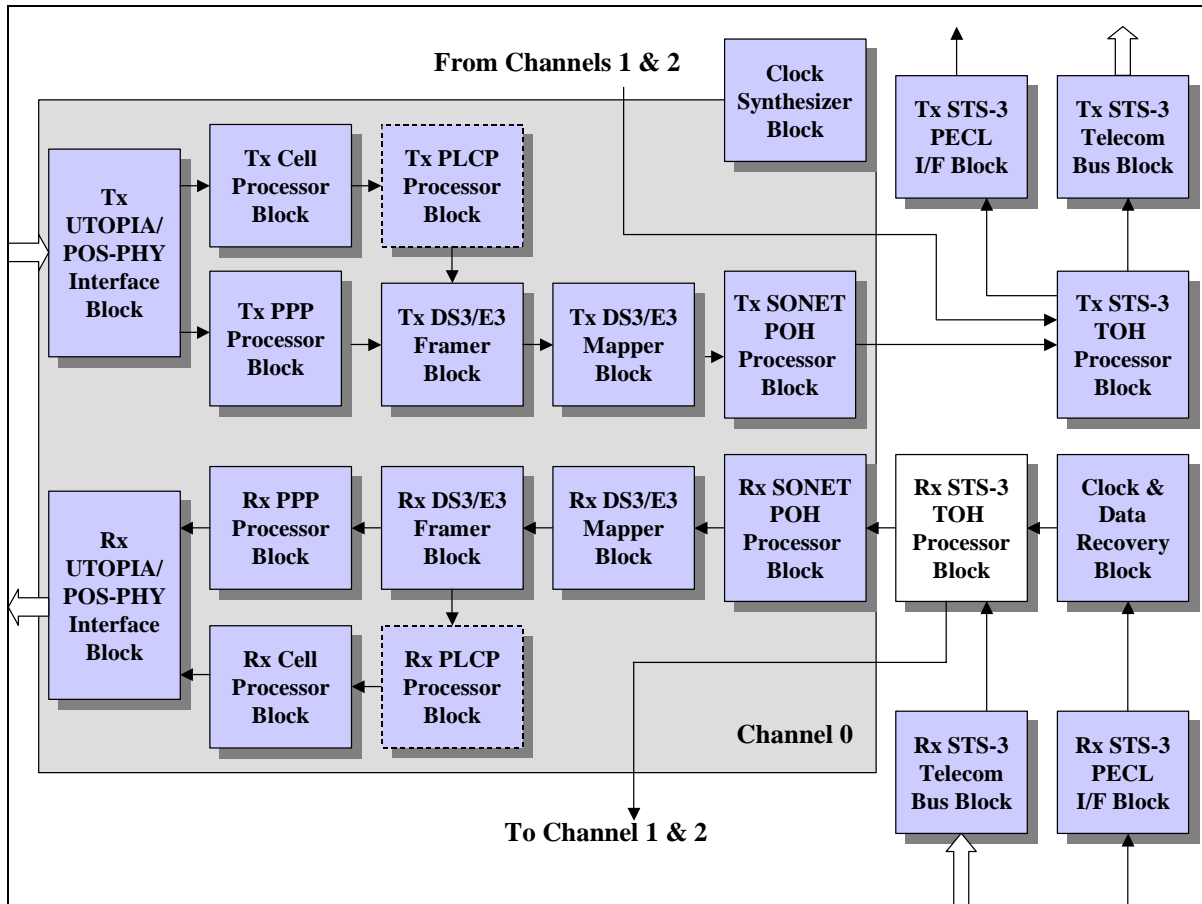 From Channels 1 & 2
Clock
Synthesizer
Block
Tx STS-3
PECL
I/F Block
Tx STS-3
Telecom
Bus Block
Tx
UTOPIA/
POS-PHY
Interface
Block
Tx Cell
Processor
Block
Tx PLCP
Processor
Block
Tx PPP
Processor
Block
Tx DS3/E3
Framer
Block
Tx DS3/E3
Mapper
Block
Tx SONET
POH
Processor
Block
Tx STS-3
TOH
Processor
Block
Rx
UTOPIA/
POS-PHY
Interface
Block
Rx PPP
Processor
Block
Rx DS3/E3
Framer
Block
Rx DS3/E3
Mapper
Block
Rx SONET
POH
Processor
Block
Rx STS-3
TOH
Processor
Block
Clock &
Data
Recovery
Block
Rx Cell
Processor
Block
Rx PLCP
Processor
Block
Channel 0
Rx STS-3
Telecom
Bus Block
Rx STS-3
PECL
I/F Block
To Channel 1 & 2